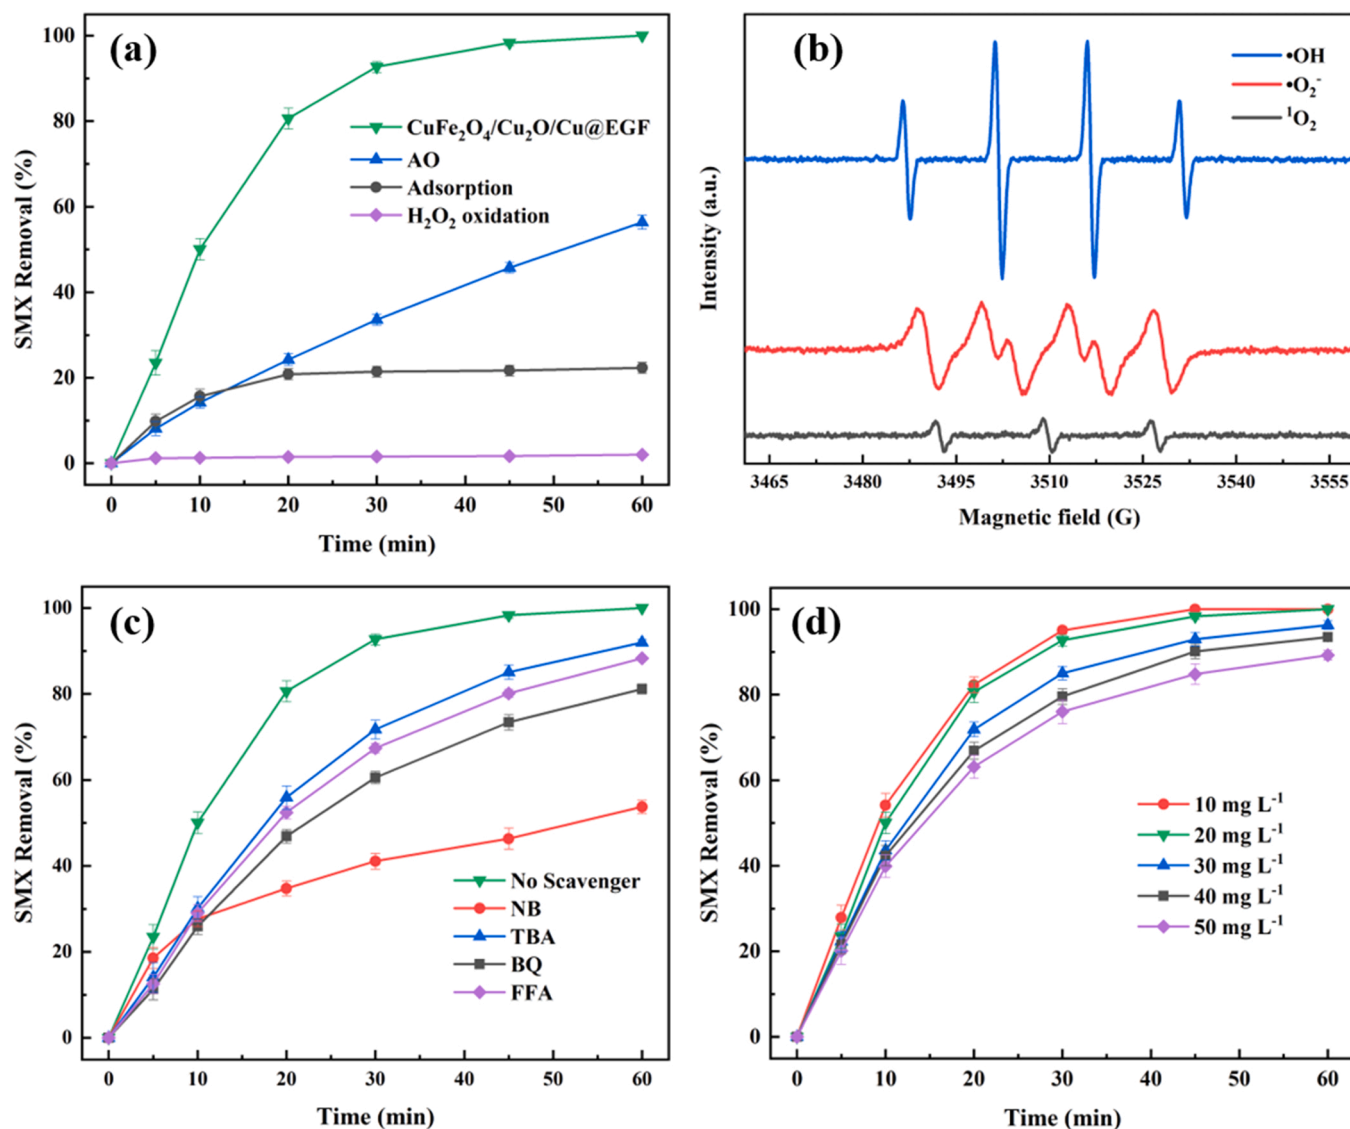 (a)
SMX Removal (%)
100
80
60
40
20
0
CuFe₂O₄/Cu₂O/Cu@EGF
AO
Adsorption
H₂O₂ oxidation
0 10 20 30 40 50 60
Time (min)
(b)
Intensity (a.u.)
•OH
•O₂⁻
¹O₂
3465 3480 3495 3510 3525 3540 3555
Magnetic field (G)
(c)
SMX Removal (%)
100
80
60
40
20
0
No Scavenger
NB
TBA
BQ
FFA
0 10 20 30 40 50 60
Time (min)
(d)
SMX Removal (%)
100
80
60
40
20
0
10 mg L⁻¹
20 mg L⁻¹
30 mg L⁻¹
40 mg L⁻¹
50 mg L⁻¹
0 10 20 30 40 50 60
Time (min)